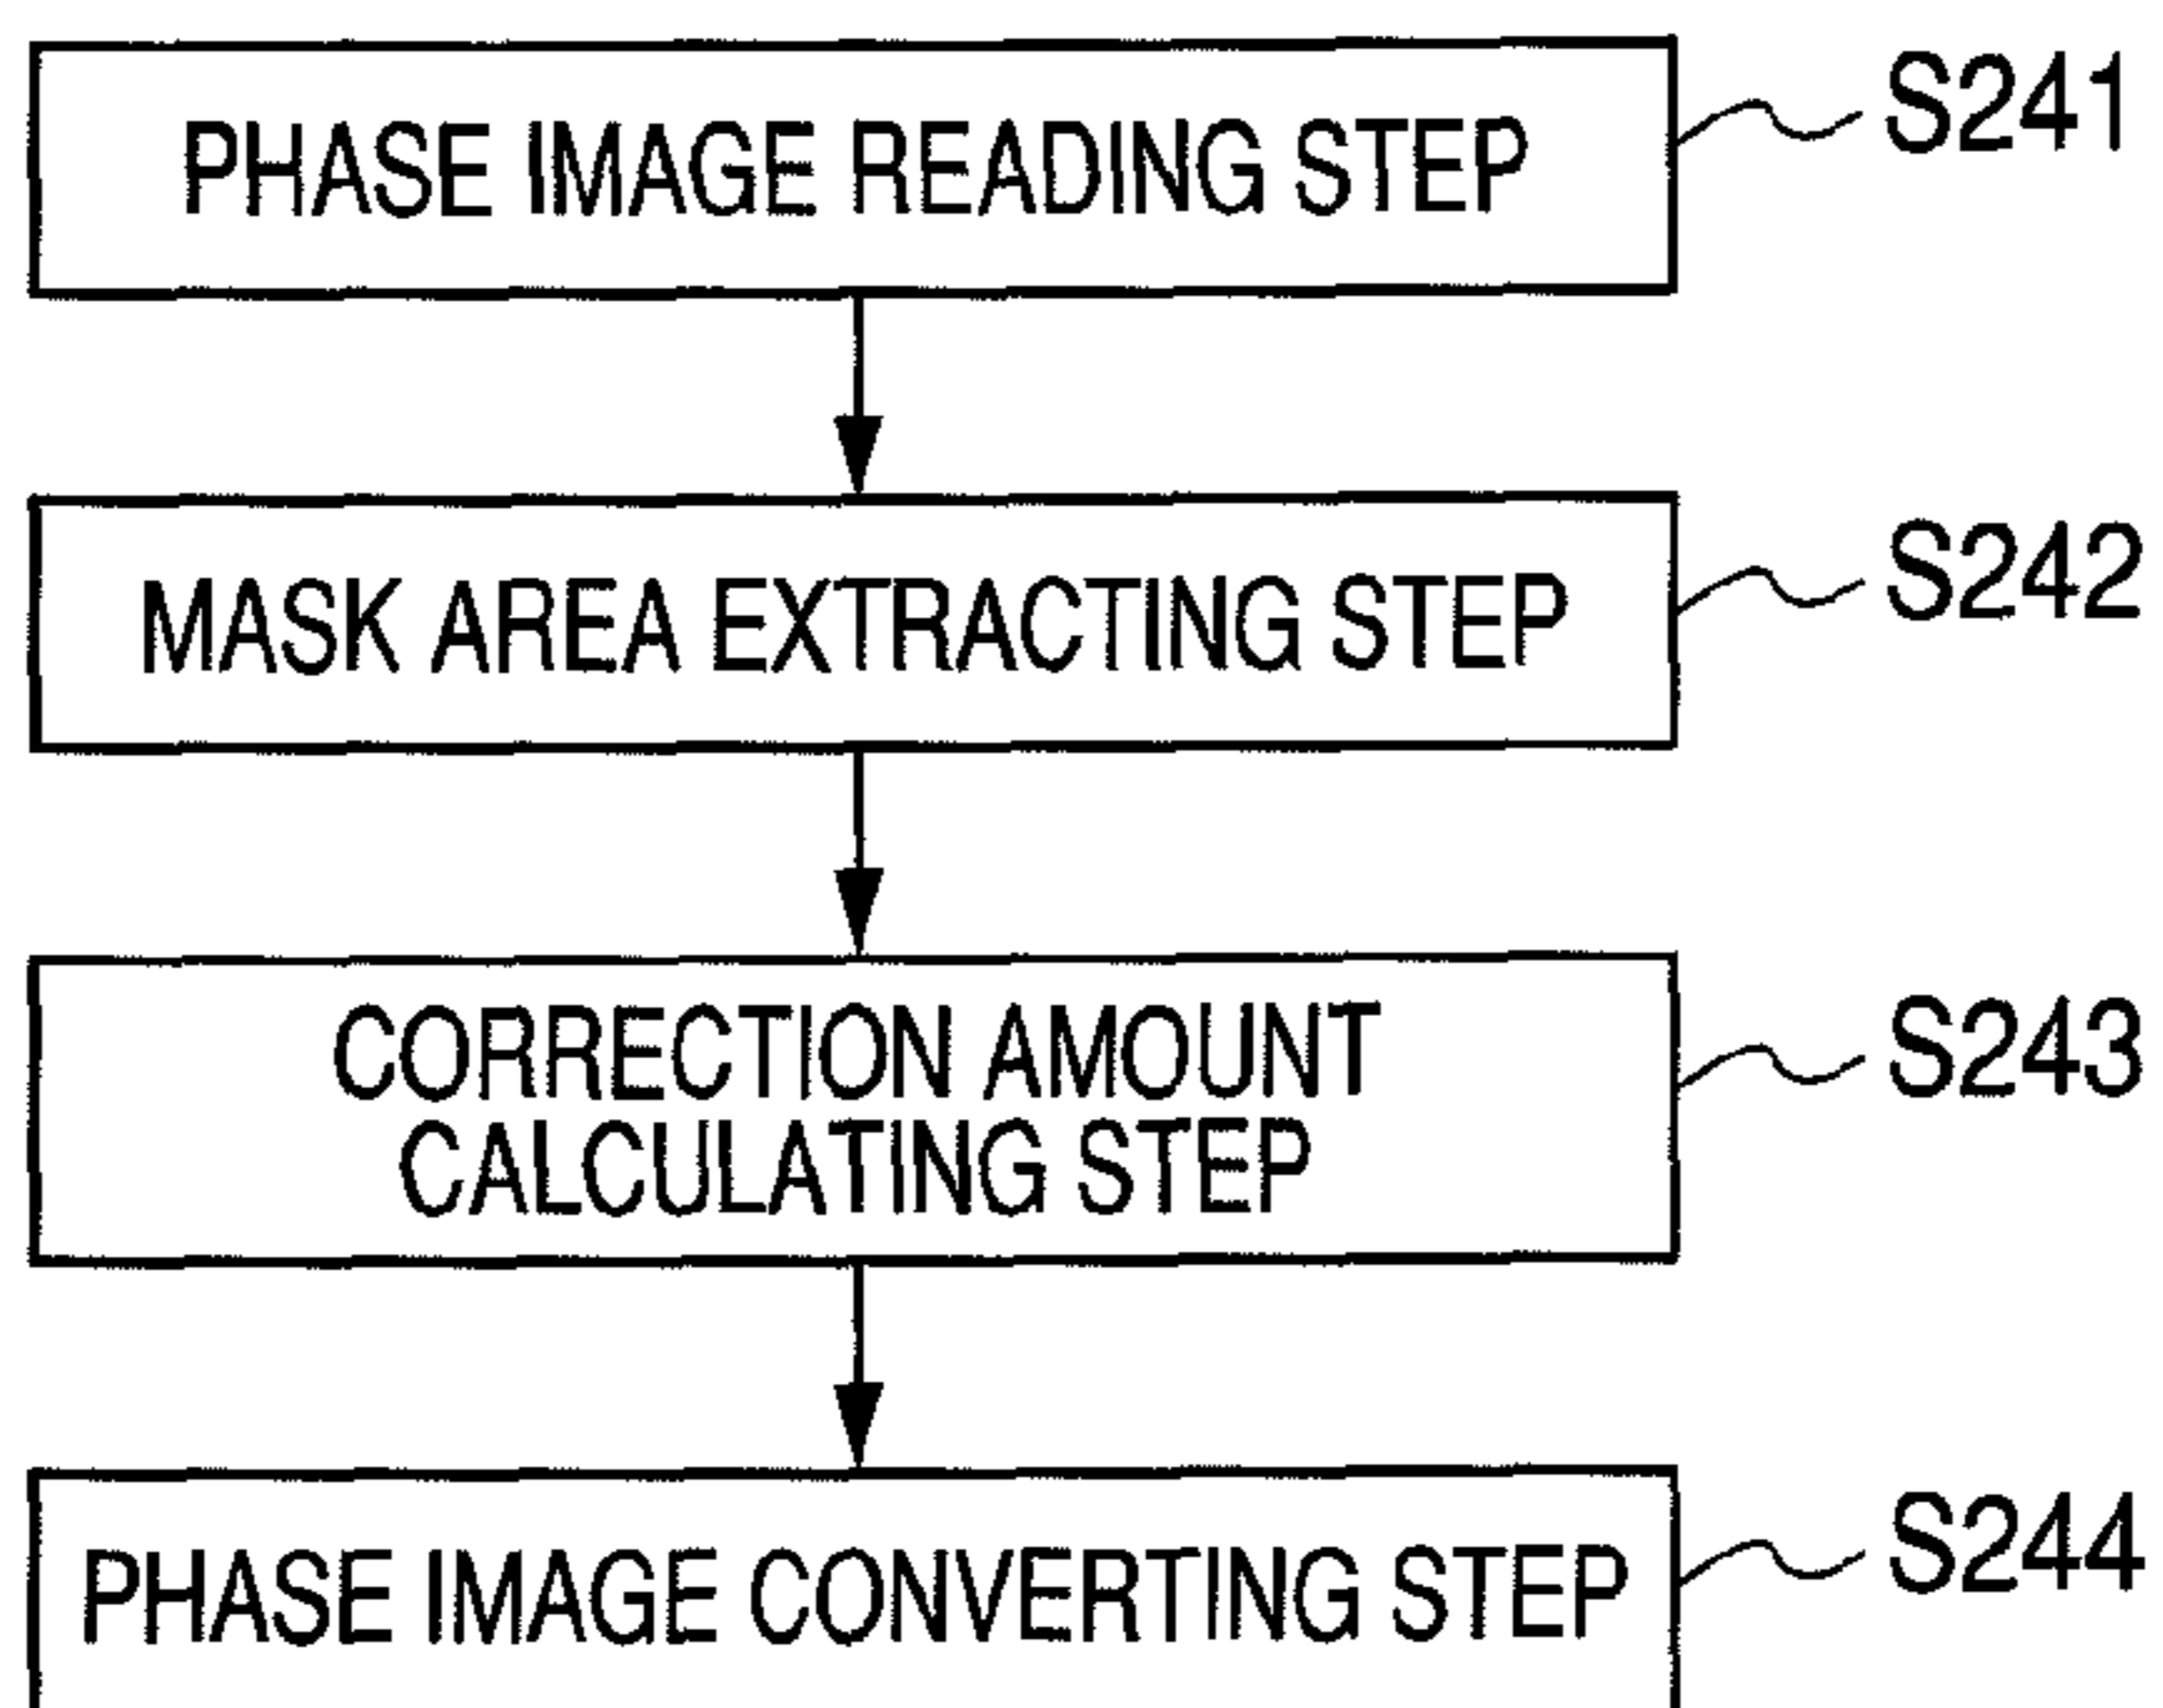 PHASE IMAGE READING STEP
S241
MASK AREA EXTRACTING STEP
S242
CORRECTION AMOUNT
CALCULATING STEP
S243
PHASE IMAGE CONVERTING STEP
S244